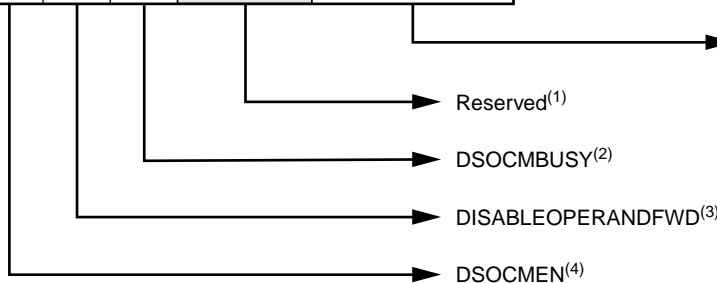 Reserved(1)
DSOCMBUSY(2)
DISABLEOPERANDFWD(3)
DSOCMEN(4)